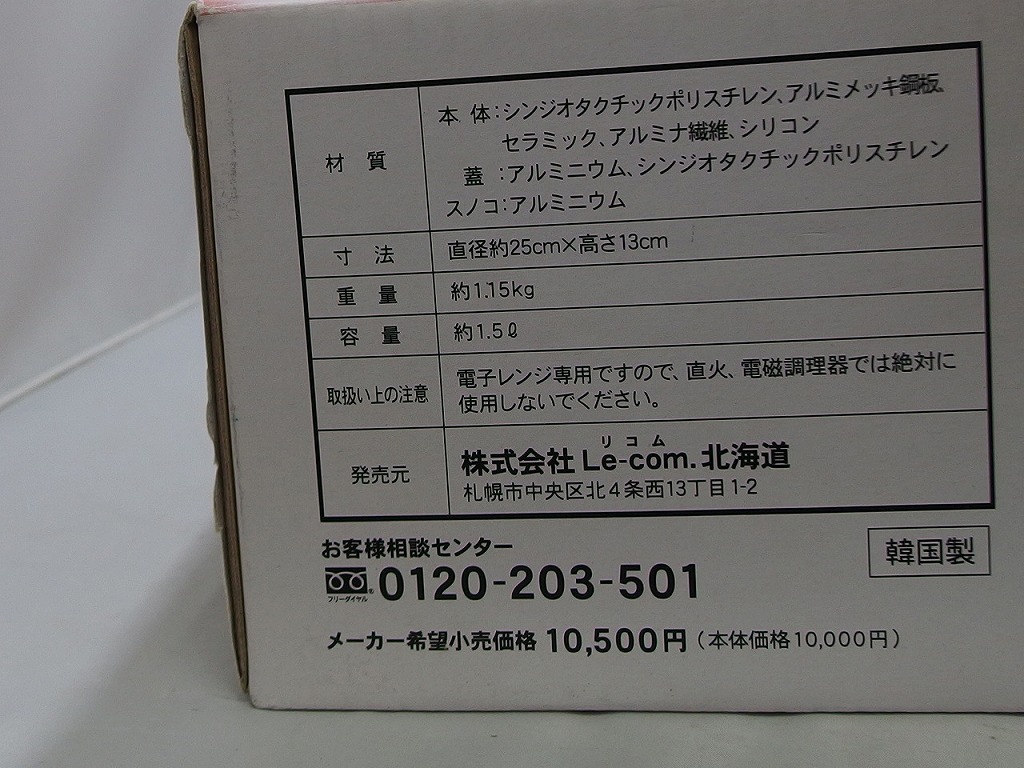 材質
本体:シンジオタクチックポリスチレン、アルミメッキ鋼板、
セラミック、アルミナ繊維、シリコン
蓋:アルミニウム、シンジオタクチックポリスチレン
スノコ:アルミニウム
寸法 直径約25cm×高さ13cm
重量 約1.15kg
容量 約1.5ℓ
取扱い上の注意
電子レンジ専用ですので、直火、電磁調理器では絶対に
使用しないでください。
発売元
リコム
株式会社 Le-com.北海道
札幌市中央区北4条西13丁目1-2
お客様相談センター
韓国製
フリーダイヤル
0120-203-501
メーカー希望小売価格 10,500円(本体価格10,000円)